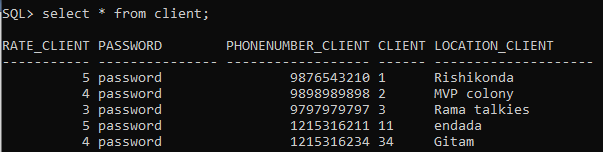 SQL> select * from client;
RATE_CLIENT PASSWORD        PHONENUMBER_CLIENT CLIENT LOCATION_CLIENT
----------- --------------- ------------------ ------ --------------------
          5 password                9876543210 1      Rishikonda
          4 password                9898989898 2      MVP colony
          3 password                9797979797 3      Rama talkies
          5 password                1215316211 11     endada
          4 password                1215316234 34     Gitam